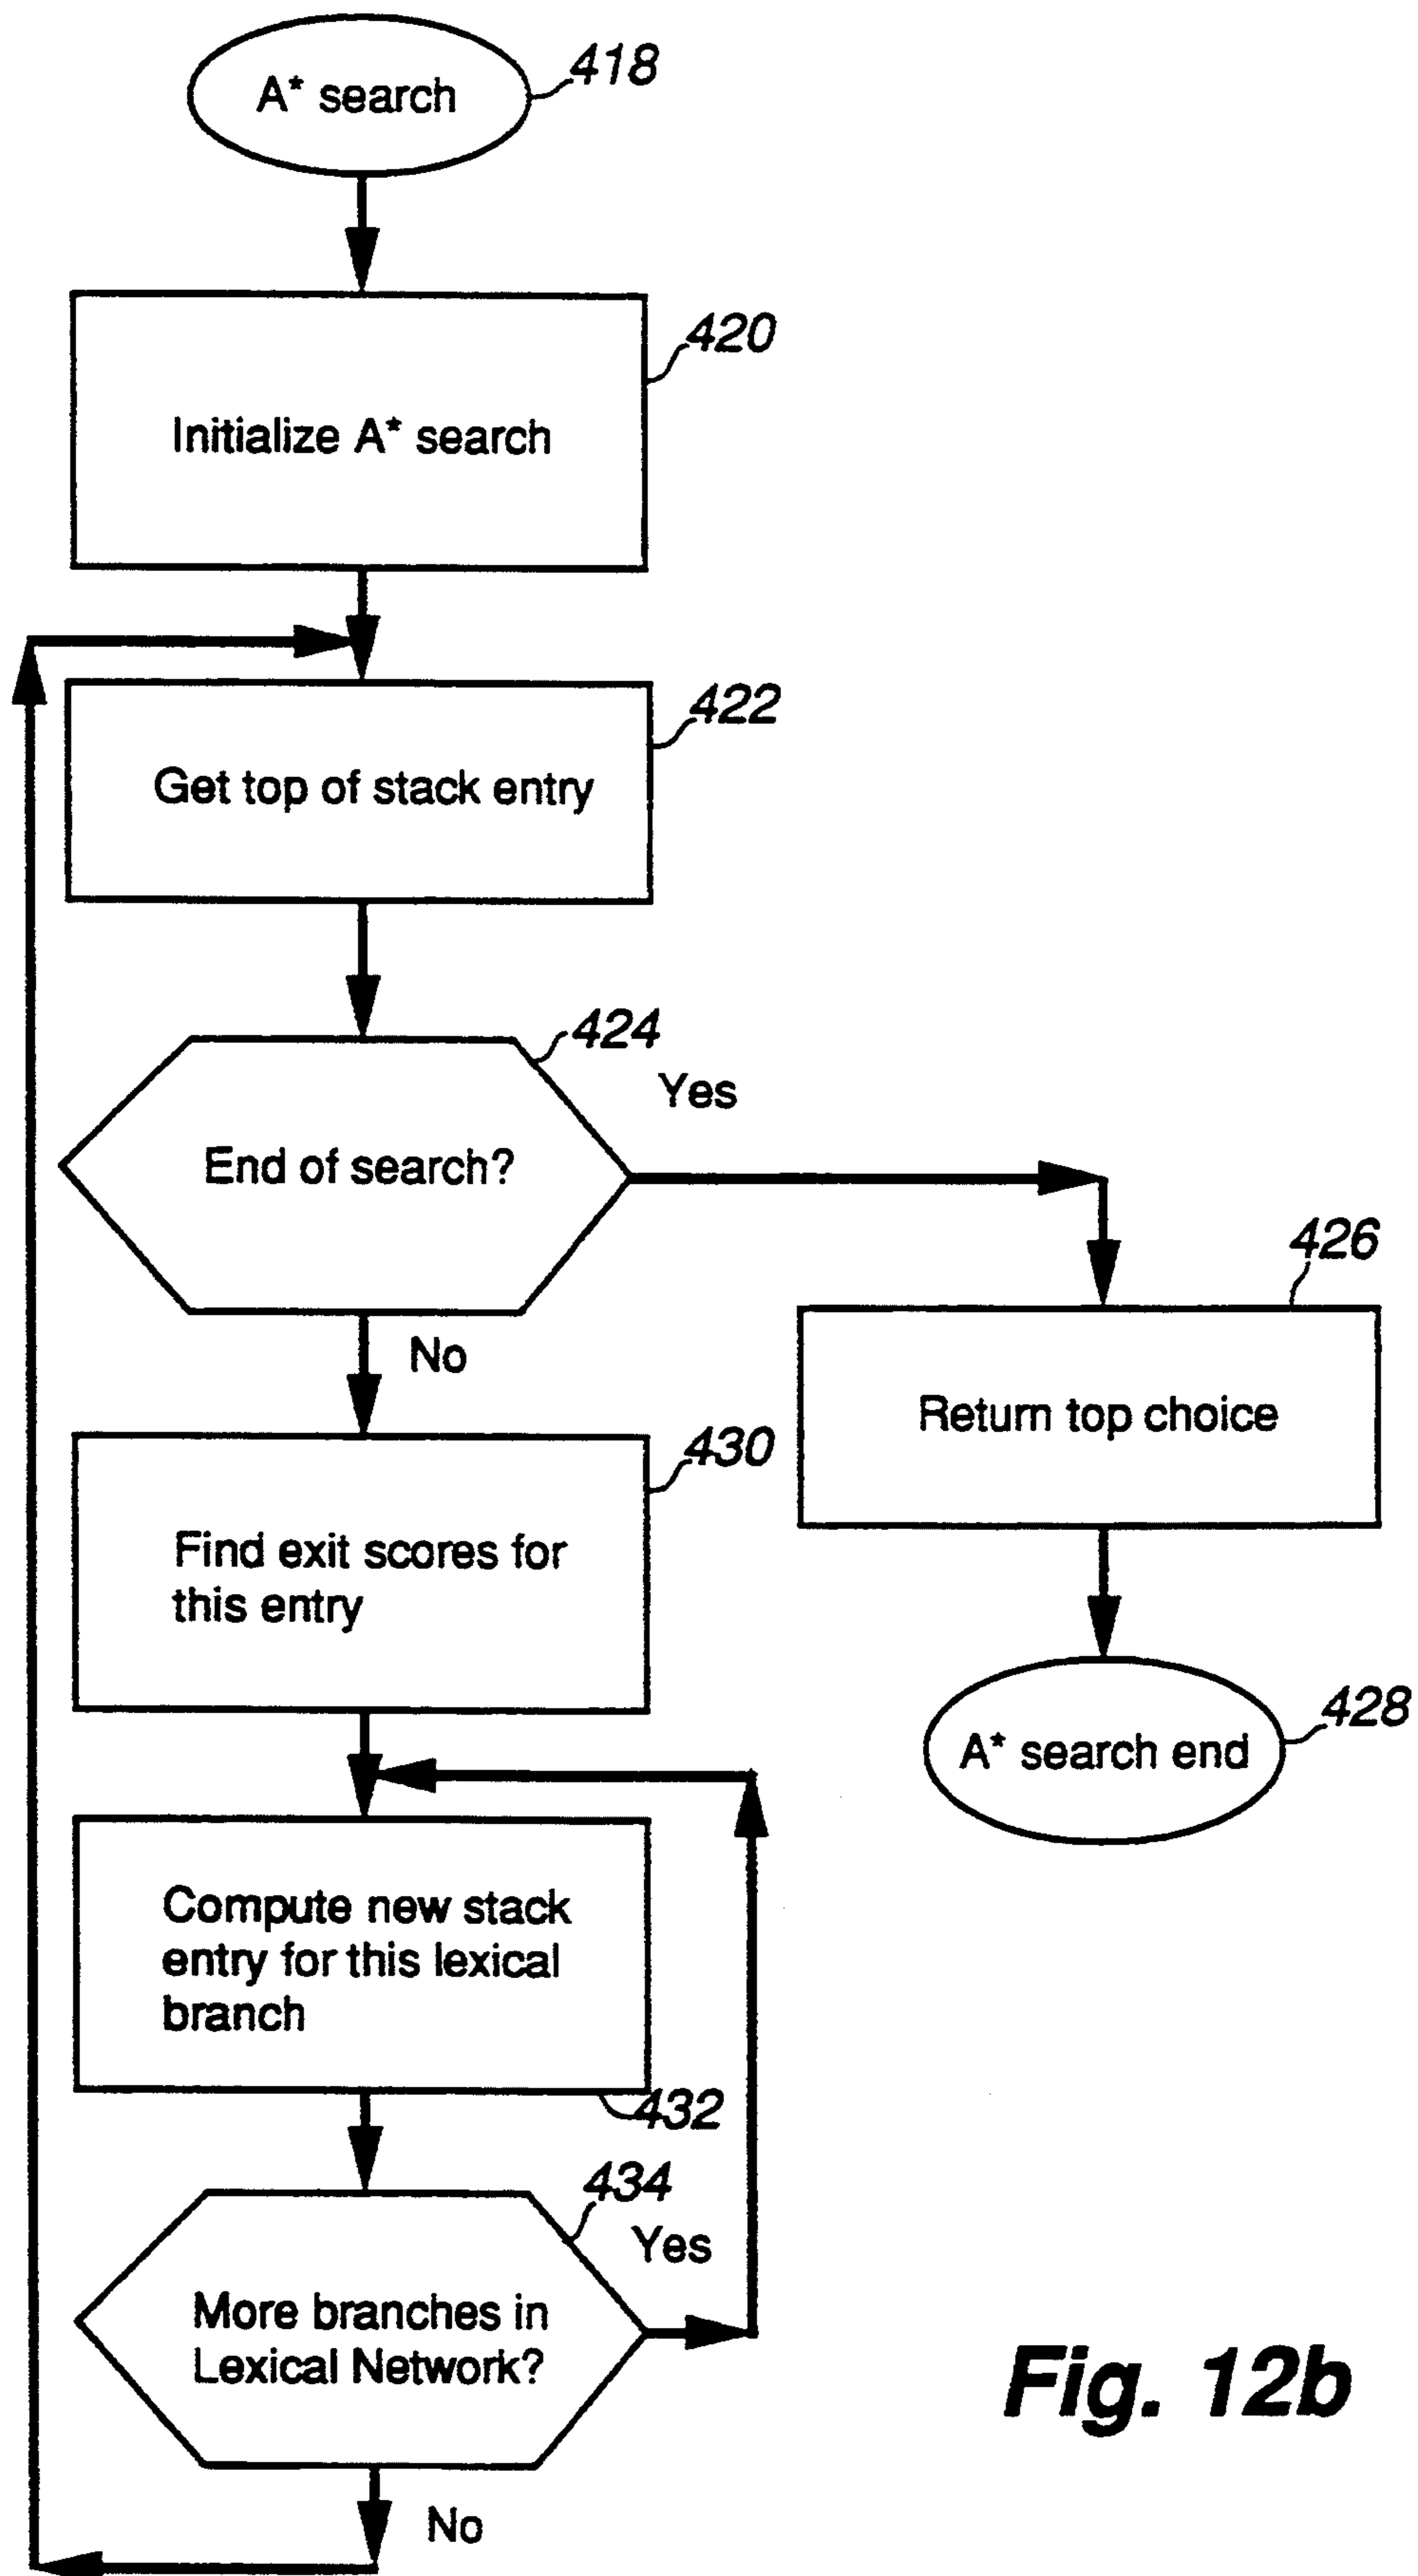 A* search
418
Initialize A* search
420
Get top of stack entry
422
End of search?
424
Yes
No
Return top choice
426
A* search end
428
Find exit scores for
this entry
430
Compute new stack
entry for this lexical
branch
432
More branches in
Lexical Network?
434
Yes
No
Fig. 12b